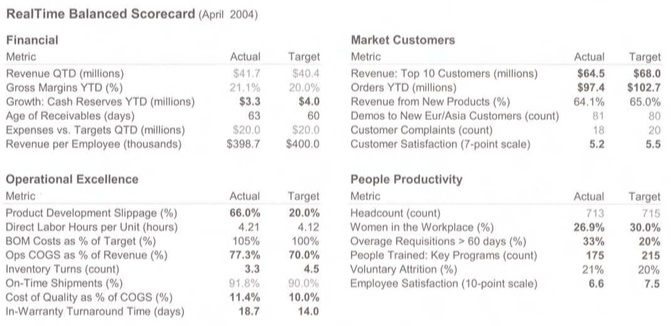 RealTime Balanced Scorecard (April 2004)
Financial
Metric Actual Target
Revenue QTD (millions) $41.7 $40.4
Gross Margins YTD (%) 21.1% 20.0%
Growth: Cash Reserves YTD (millions) $3.3 $4.0
Age of Receivables (days) 63 60
Expenses vs. Targets QTD (millions) $20.0 $20.0
Revenue per Employee (thousands) $398.7 $400.0
Market Customers
Metric Actual Target
Revenue: Top 10 Customers (millions) $64.5 $68.0
Orders YTD (millions) $97.4 $102.7
Revenue from New Products (%) 64.1% 65.0%
Demos to New Eur/Asia Customers (count) 81 80
Customer Complaints (count) 18 20
Customer Satisfaction (7-point scale) 5.2 5.5
Operational Excellence
Metric Actual Target
Product Development Slippage (%) 66.0% 20.0%
Direct Labor Hours per Unit (hours) 4.21 4.12
BOM Costs as % of Target (%) 105% 100%
Ops COGS as % of Revenue (%) 77.3% 70.0%
Inventory Turns (count) 3.3 4.5
On-Time Shipments (%) 91.8% 90.0%
Cost of Quality as % of COGS (%) 11.4% 10.0%
In-Warranty Turnaround Time (days) 18.7 14.0
People Productivity
Metric Actual Target
Headcount (count) 713 715
Women in the Workplace (%) 26.9% 30.0%
Overage Requisitions > 60 days (%) 33% 20%
People Trained: Key Programs (count) 175 215
Voluntary Attrition (%) 21% 20%
Employee Satisfaction (10-point scale) 6.6 7.5